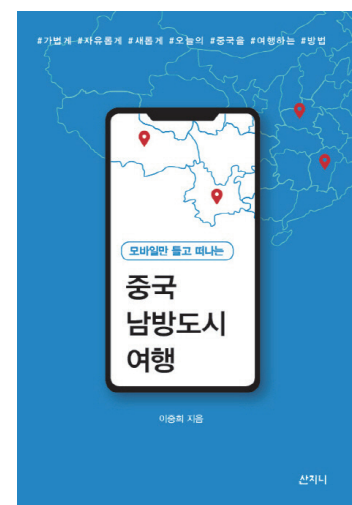 #가볍게 #자유롭게 #새롭게 #오늘의 #중국을 #여행하는 #방법
모바일만 들고 떠나는
중국
남방도시
여행
이중희 지음
산지니